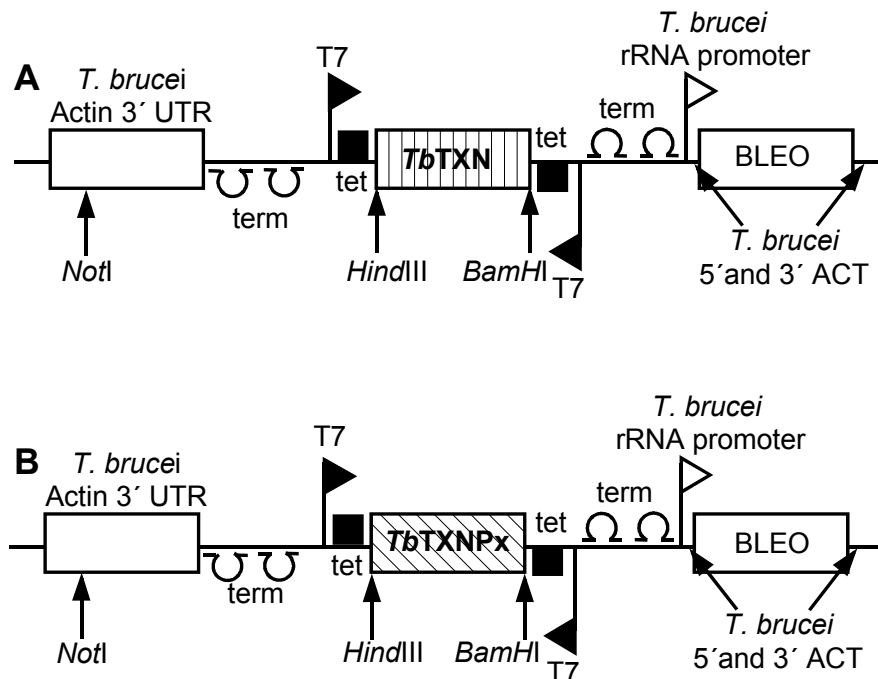 A
T. brucei
Actin 3´ UTR
T7
T. brucei
rRNA promoter
term
tet
TbTXN
BLEO
tet
term
NotI
HindIII
BamHI
T7
T. brucei
5´and 3´ ACT
B
T. brucei
Actin 3´ UTR
T7
T. brucei
rRNA promoter
term
tet
TbTXNPx
BLEO
tet
term
NotI
HindIII
BamHI
T7
T. brucei
5´and 3´ ACT